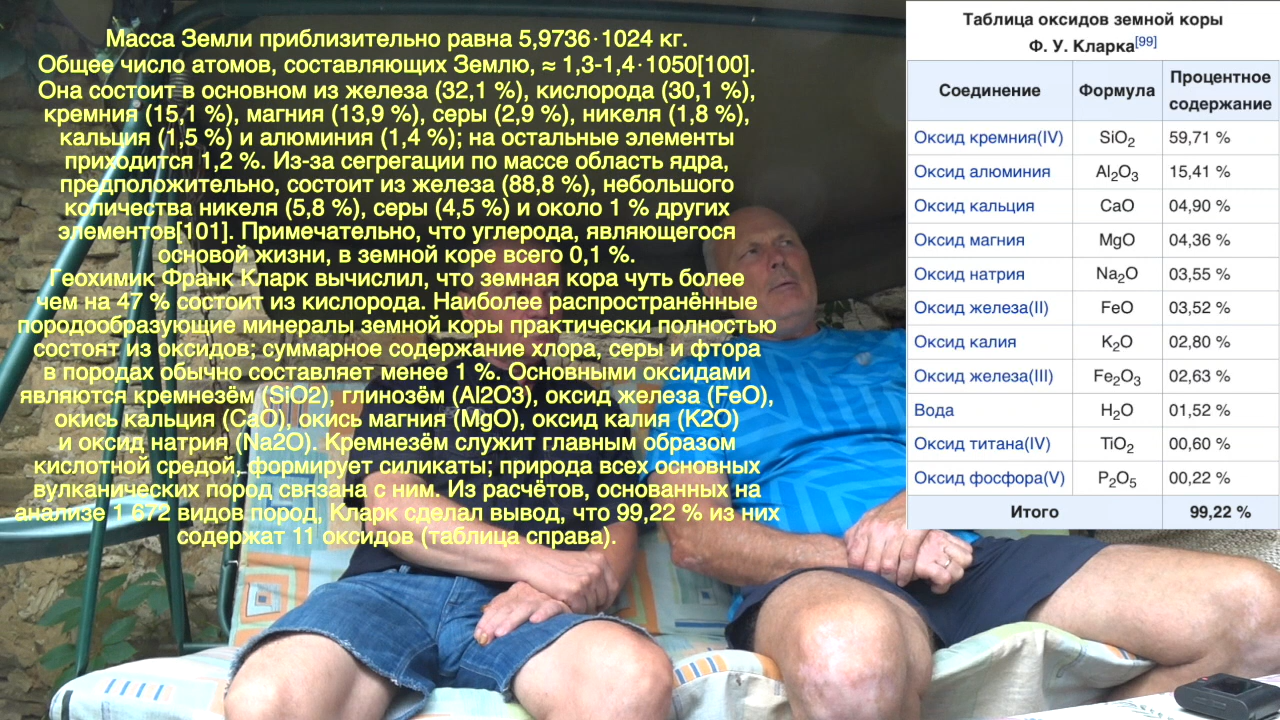 Масса Земли приблизительно равна 5,9736·1024 кг.
Общее число атомов, составляющих Землю, ≈ 1,3-1,4·1050[100].
Она состоит в основном из железа (32,1 %), кислорода (30,1 %),
кремния (15,1 %), магния (13,9 %), серы (2,9 %), никеля (1,8 %),
кальция (1,5 %) и алюминия (1,4 %); на остальные элементы
приходится 1,2 %. Из-за сегрегации по массе область ядра,
предположительно, состоит из железа (88,8 %), небольшого
количества никеля (5,8 %), серы (4,5 %) и около 1 % других
элементов[101]. Примечательно, что углерода, являющегося
основой жизни, в земной коре всего 0,1 %.
Геохимик Франк Кларк вычислил, что земная кора чуть более
чем на 47 % состоит из кислорода. Наиболее распространённые
породообразующие минералы земной коры практически полностью
состоят из оксидов; суммарное содержание хлора, серы и фтора
в породах обычно составляет менее 1 %. Основными оксидами
являются кремнезём (SiO2), глинозём (Al2O3), оксид железа (FeO),
окись кальция (CaO), окись магния (MgO), оксид калия (K2O)
и оксид натрия (Na2O). Кремнезём служит главным образом
кислотной средой, формирует силикаты; природа всех основных
вулканических пород связана с ним. Из расчётов, основанных на
анализе 1 672 видов пород, Кларк сделал вывод, что 99,22 % из них
содержат 11 оксидов (таблица справа).
Таблица оксидов земной коры
Ф. У. Кларка[99]
Соединение Формула Процентное содержание
Оксид кремния(IV) SiO₂ 59,71 %
Оксид алюминия Al₂O₃ 15,41 %
Оксид кальция CaO 04,90 %
Оксид магния MgO 04,36 %
Оксид натрия Na₂O 03,55 %
Оксид железа(II) FeO 03,52 %
Оксид калия K₂O 02,80 %
Оксид железа(III) Fe₂O₃ 02,63 %
Вода H₂O 01,52 %
Оксид титана(IV) TiO₂ 00,60 %
Оксид фосфора(V) P₂O₅ 00,22 %
Итого 99,22 %